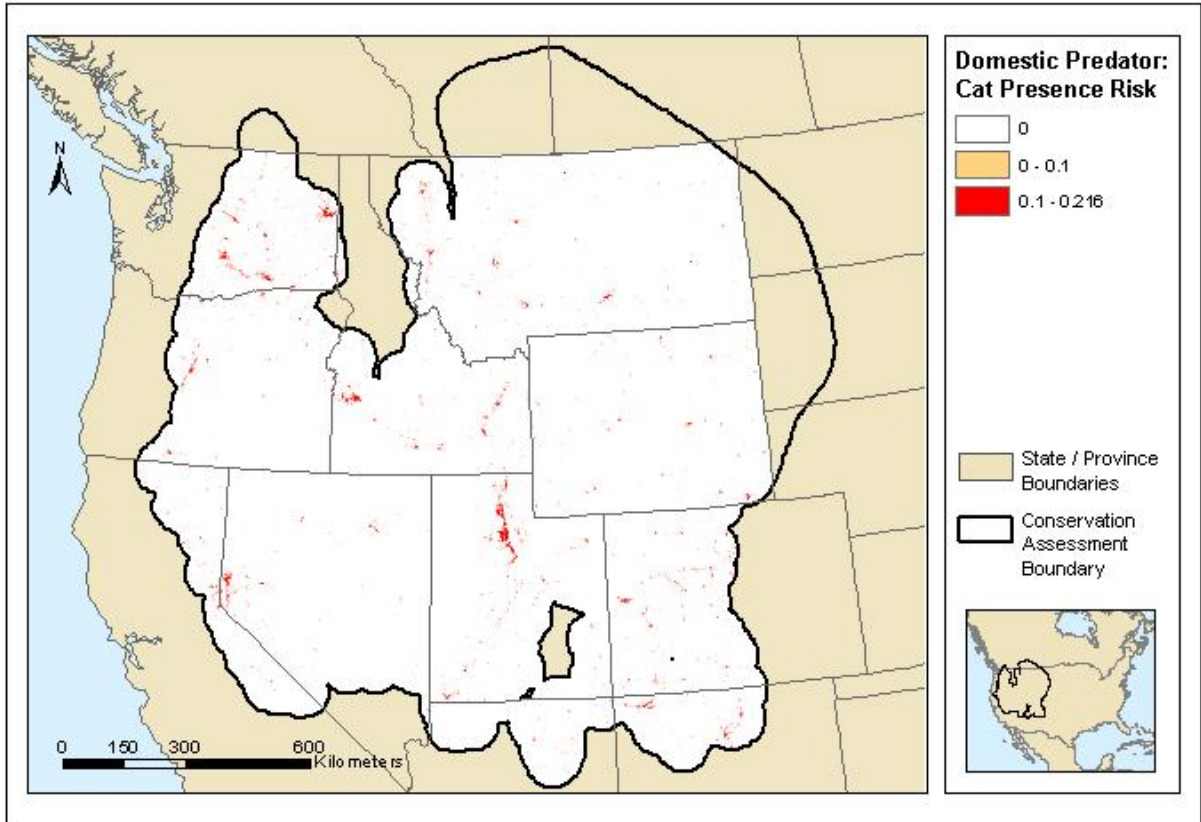 Domestic Predator:
Cat Presence Risk
0
0 - 0.1
0.1 - 0.216
State / Province
Boundaries
Conservation
Assessment
Boundary
N
0 150 300 600
Kilometers